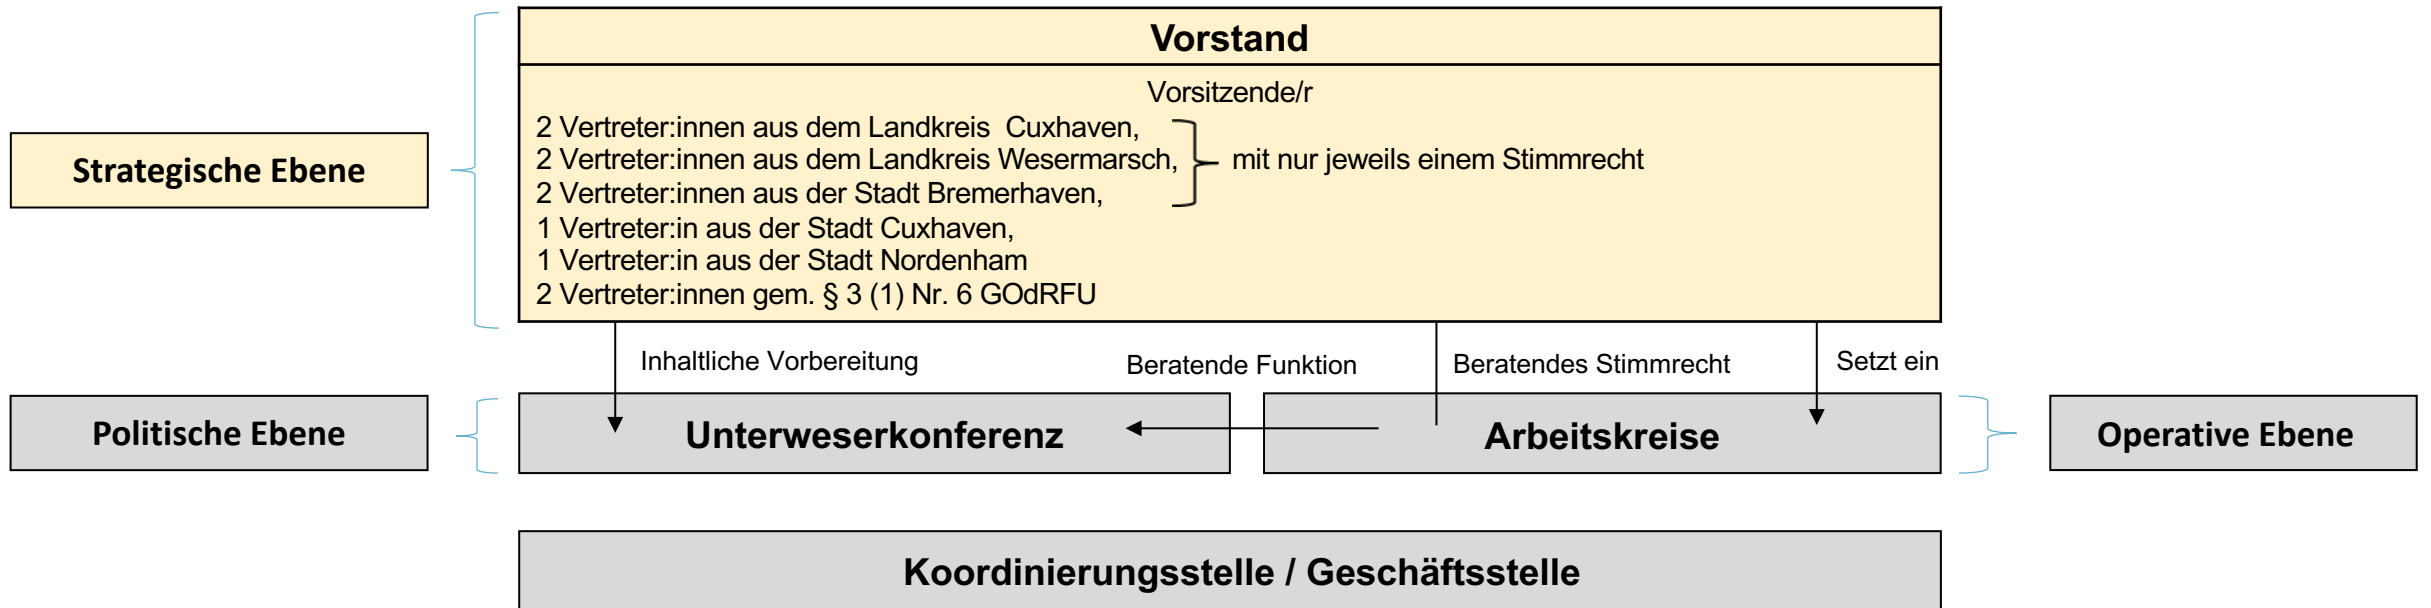 Vorstand
Vorsitzende/r
2 Vertreter:innen aus dem Landkreis Cuxhaven,
2 Vertreter:innen aus dem Landkreis Wesermarsch,
2 Vertreter:innen aus der Stadt Bremerhaven,
mit nur jeweils einem Stimmrecht
1 Vertreter:in aus der Stadt Cuxhaven,
1 Vertreter:in aus der Stadt Nordenham
2 Vertreter:innen gem. § 3 (1) Nr. 6 GOdRFU
Strategische Ebene
Inhaltliche Vorbereitung
Beratende Funktion
Beratendes Stimmrecht
Setzt ein
Politische Ebene
Unterweserkonferenz
Arbeitskreise
Operative Ebene
Koordinierungsstelle / Geschäftsstelle